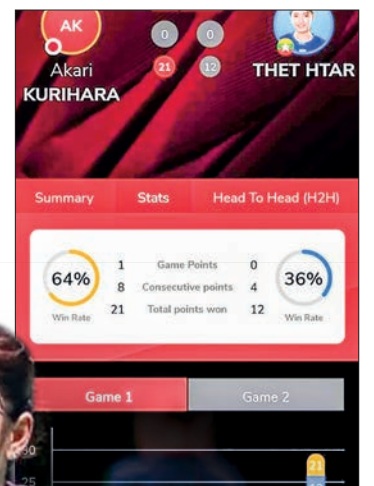 AK
0 0
Akari 21 12 THET HTAR
KURIHARA
Summary Stats Head To Head (H2H)
1 Game Points 0
64% 8 Consecutive points 4 36%
Win Rate 21 Total points won 12 Win Rate
Game 1 Game 2
50
21
25